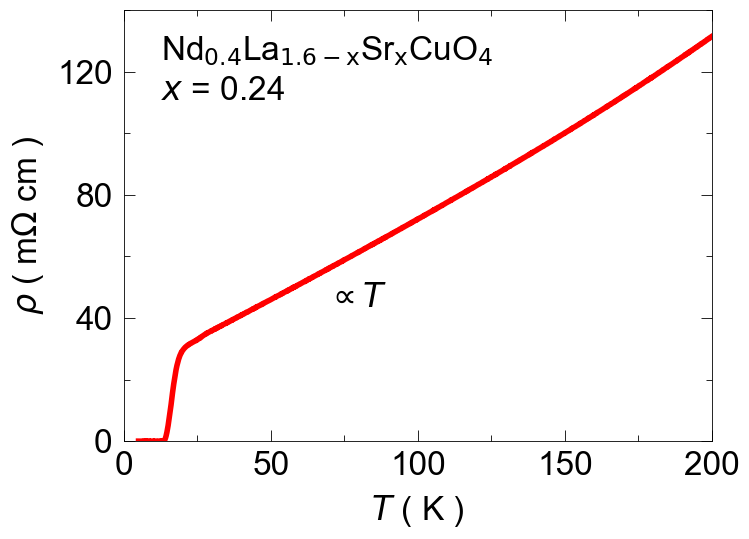 Nd₀.₄La₁.₆₋ₓSrₓCuO₄
x = 0.24
120
80
40
0
ρ ( mΩ cm )
∝ T
0 50 100 150 200
T ( K )